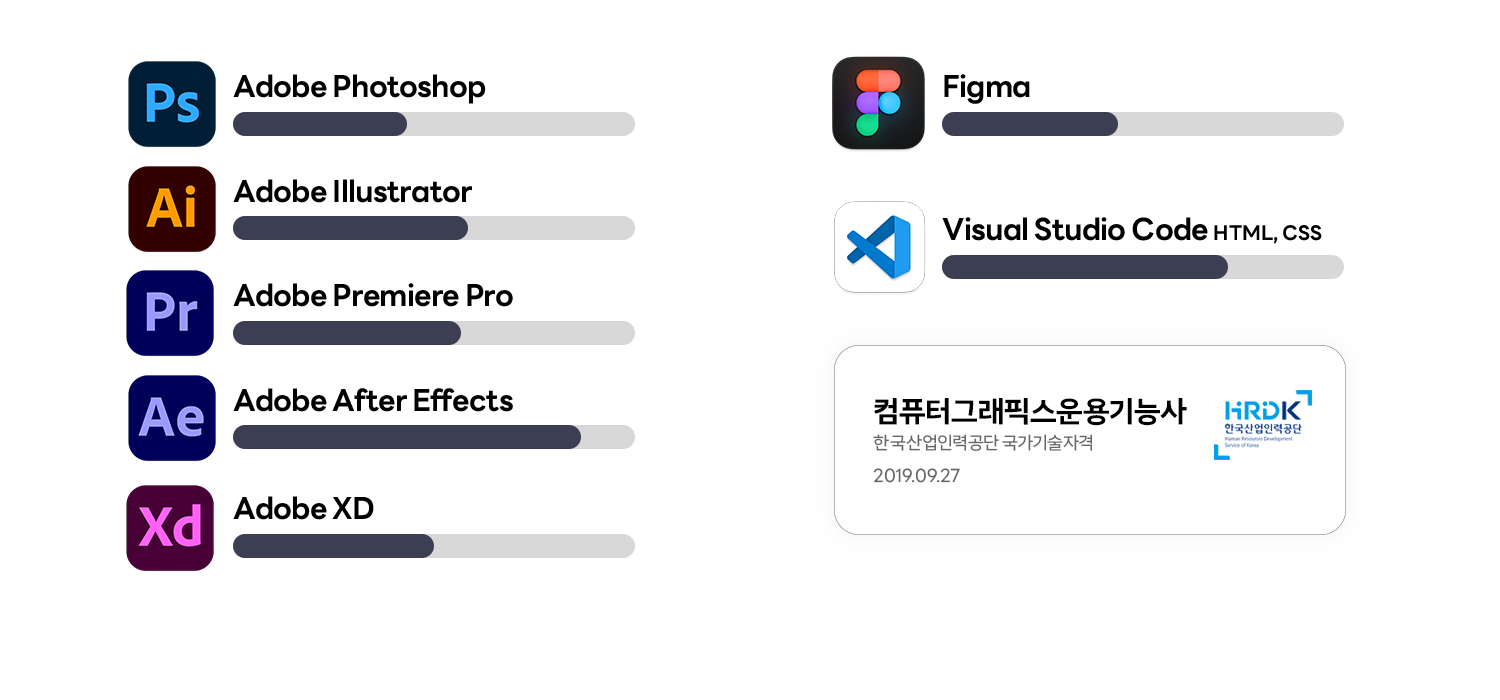 Ps
Adobe Photoshop
Ai
Adobe Illustrator
Pr
Adobe Premiere Pro
Ae
Adobe After Effects
Xd
Adobe XD
Figma
Visual Studio Code HTML, CSS
컴퓨터그래픽스운용기능사
한국산업인력공단 국가기술자격
2019.09.27
HRDK
한국산업인력공단
Human Resources Development
Service of Korea